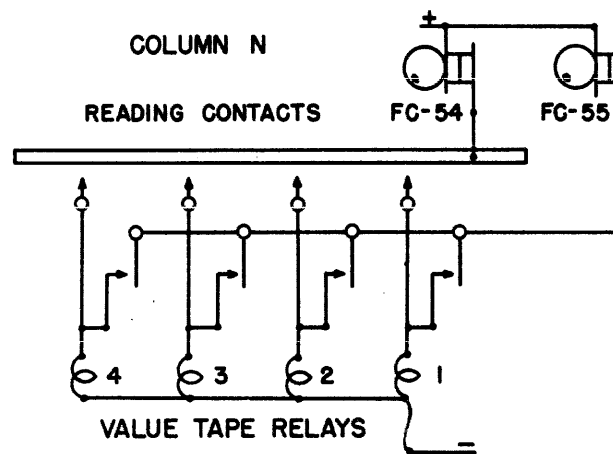 +
COLUMN N
READING CONTACTS
FC-54 FC-55
4 3 2 1
VALUE TAPE RELAYS
−